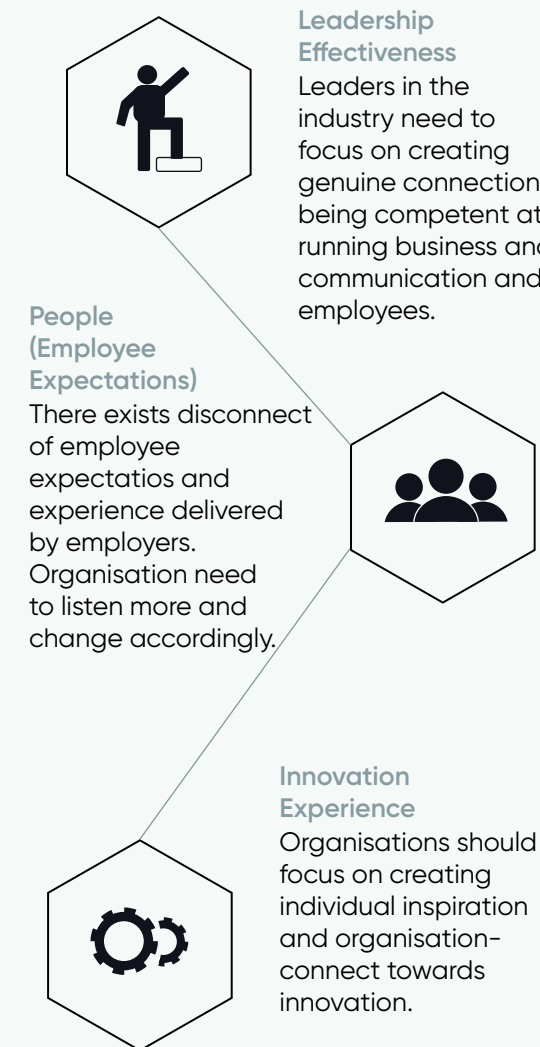 Leadership
Effectiveness
Leaders in the
industry need to
focus on creating
genuine connection
being competent at
running business an
communication and
employees.
People
(Employee
Expectations)
There exists disconnect
of employee
expectatios and
experience delivered
by employers.
Organisation need
to listen more and
change accordingly.
Innovation
Experience
Organisations should
focus on creating
individual inspiration
and organisation-
connect towards
innovation.